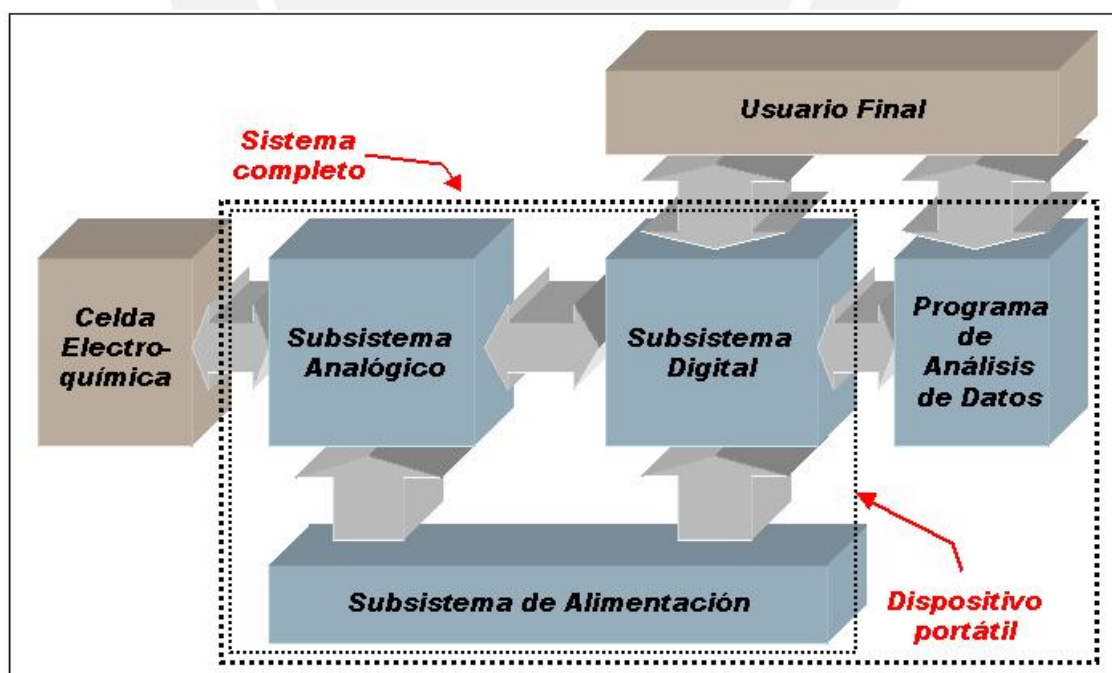 Usuario Final
Sistema
completo
Celda
Electro-
química
Subsistema
Analógico
Subsistema
Digital
Programa
de
Análisis
de Datos
Subsistema de Alimentación
Dispositivo
portátil